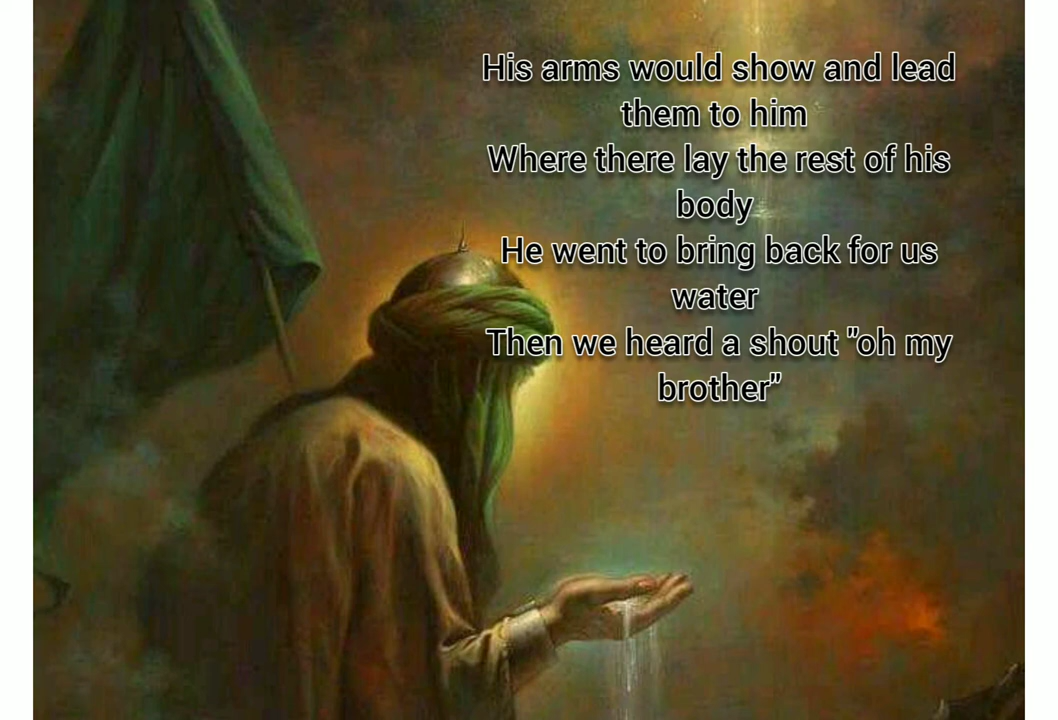 His arms would show and lead
them to him
Where there lay the rest of his
body
He went to bring back for us
water
Then we heard a shout "oh my
brother"